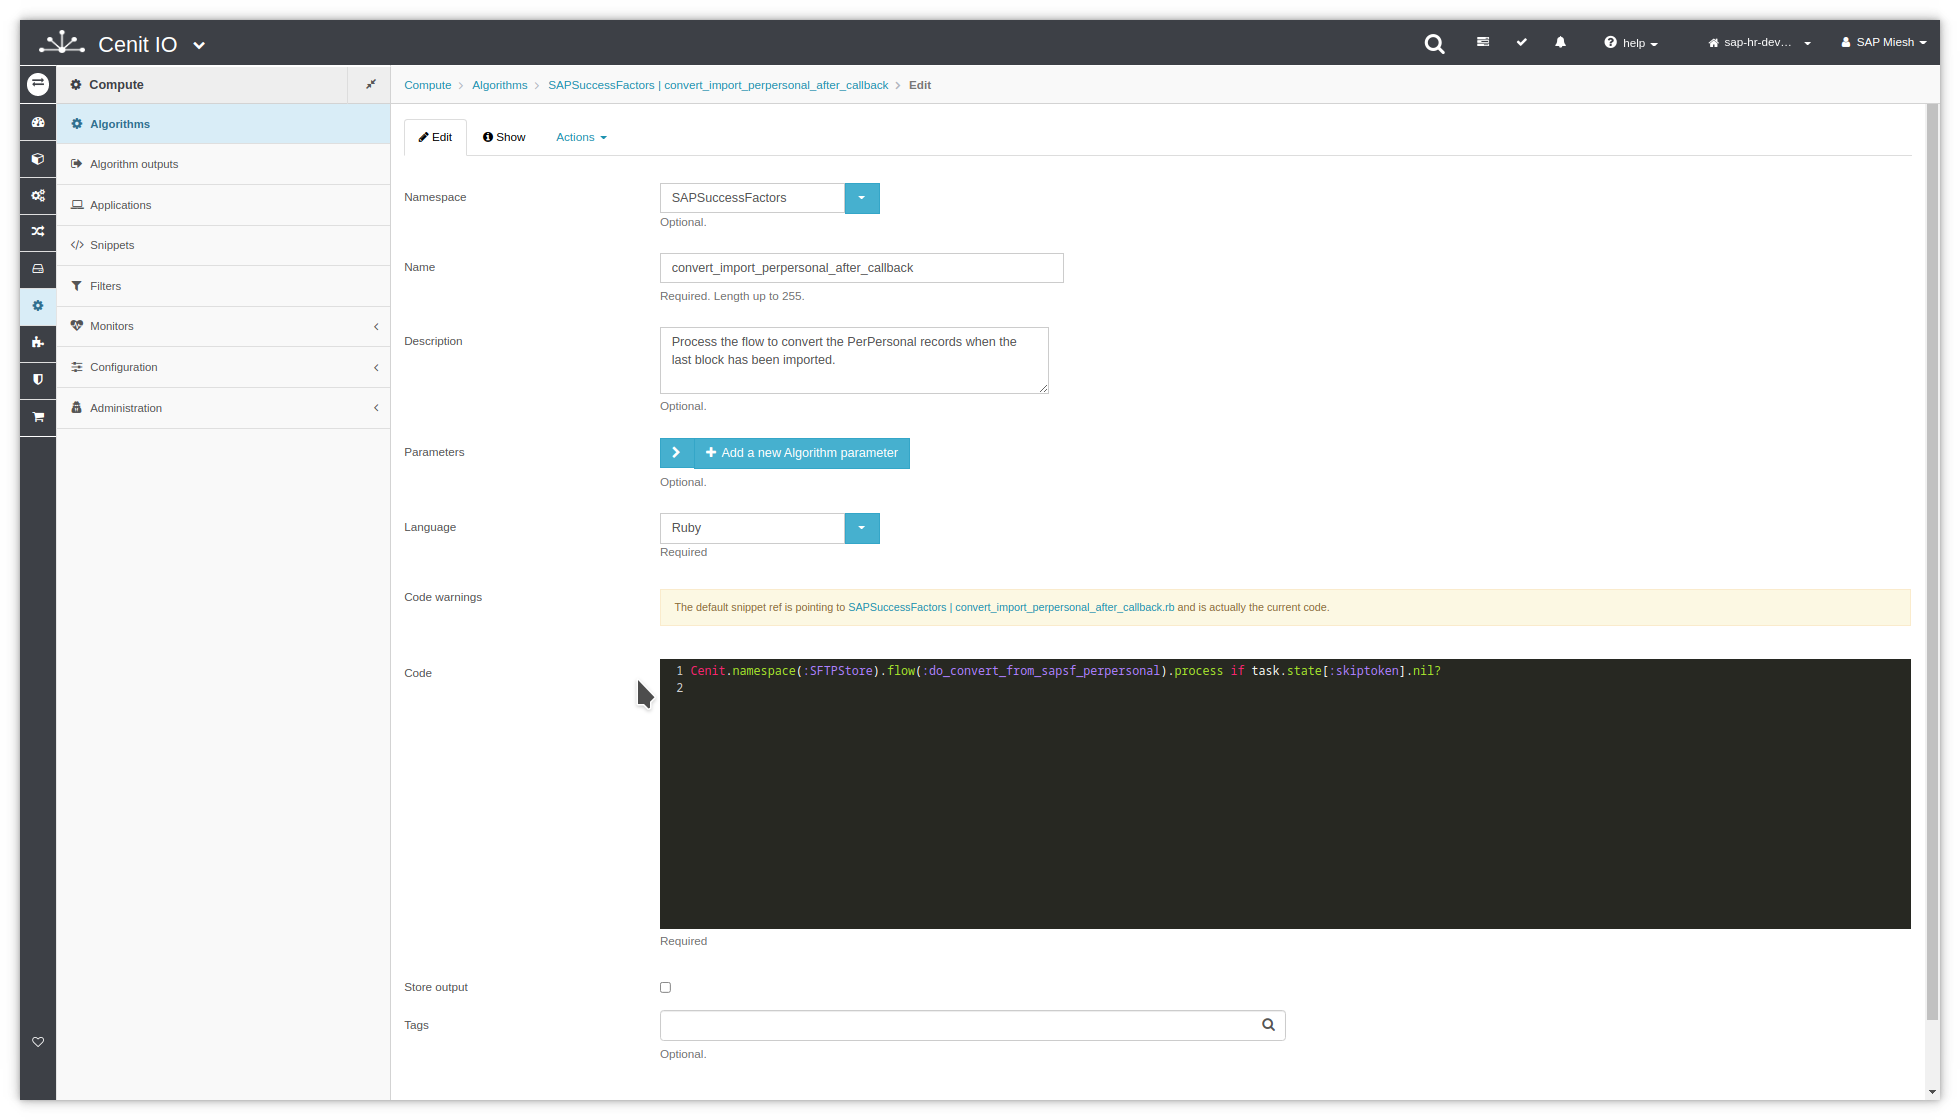 Cenit IO
help
sap-hr-dev...
SAP Miesh
Compute
Algorithms
Algorithm outputs
Applications
Snippets
Filters
Monitors
Configuration
Administration
Compute > Algorithms > SAPSuccessFactors | convert_import_perpersonal_after_callback > Edit
Edit
Show
Actions
Namespace
SAPSuccessFactors
Optional.
Name
convert_import_perpersonal_after_callback
Required. Length up to 255.
Description
Process the flow to convert the PerPersonal records when the
last block has been imported.
Optional.
Parameters
Add a new Algorithm parameter
Optional.
Language
Ruby
Required
Code warnings
The default snippet ref is pointing to SAPSuccessFactors | convert_import_perpersonal_after_callback.rb and is actually the current code.
Code
1 Cenit.namespace(:SFTPStore).flow(:do_convert_from_sapsf_perpersonal).process if task.state[:skiptoken].nil?
2
Required
Store output
Tags
Optional.